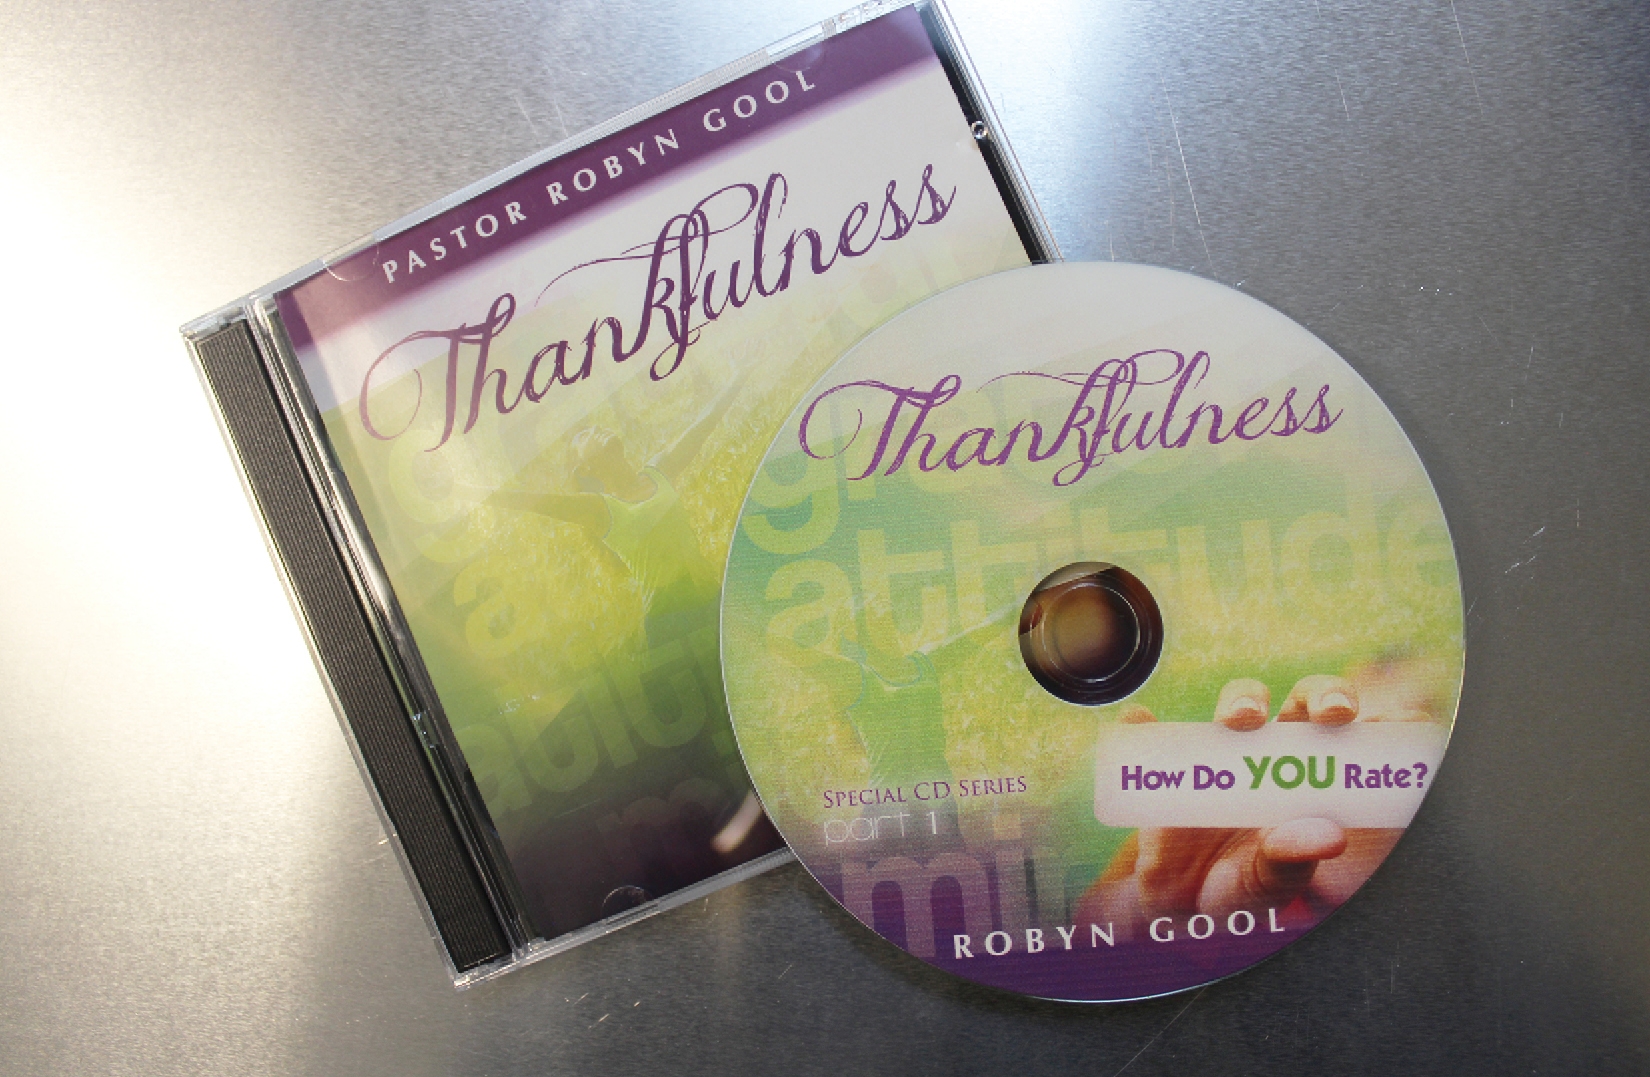 PASTOR ROBYN GOOL
Thankfulness
Thankfulness
attitude
How Do YOU Rate?
SPECIAL CD SERIES
part 1
ROBYN GOOL